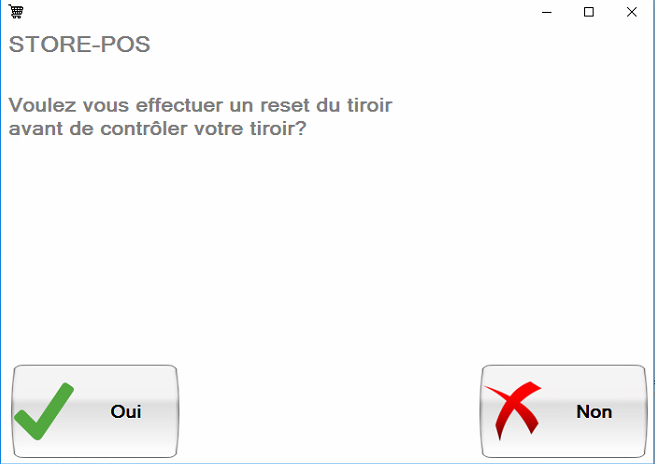 STORE-POS
Voulez vous effectuer un reset du tiroir
avant de contrôler votre tiroir?
Oui
Non